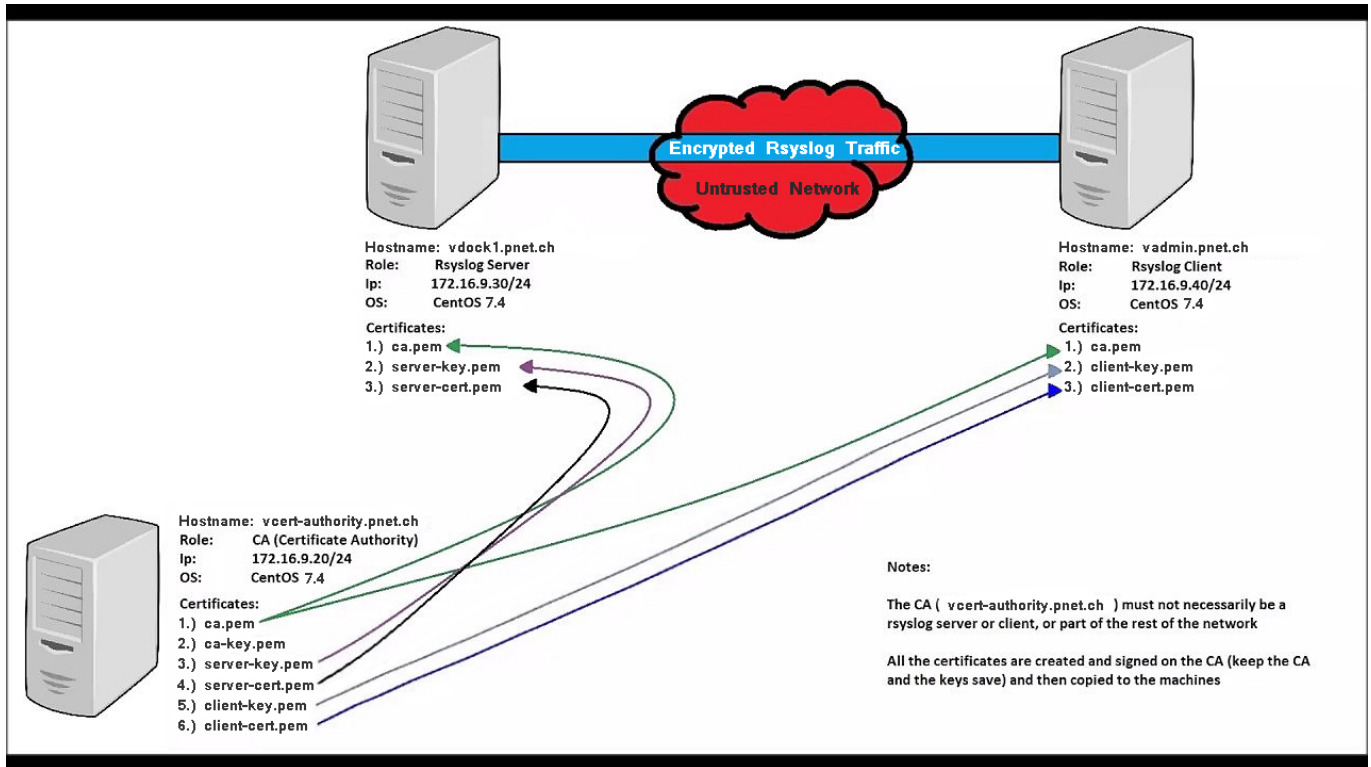 Encrypted Rsyslog Traffic
Untrusted Network
Hostname: vdock1.pnet.ch
Role: Rsyslog Server
Ip: 172.16.9.30/24
OS: CentOS 7.4
Certificates:
1.) ca.pem
2.) server-key.pem
3.) server-cert.pem
Hostname: vadmin.pnet.ch
Role: Rsyslog Client
Ip: 172.16.9.40/24
OS: CentOS 7.4
Certificates:
1.) ca.pem
2.) client-key.pem
3.) client-cert.pem
Hostname: vcert-authority.pnet.ch
Role: CA (Certificate Authority)
Ip: 172.16.9.20/24
OS: CentOS 7.4
Certificates:
1.) ca.pem
2.) ca-key.pem
3.) server-key.pem
4.) server-cert.pem
5.) client-key.pem
6.) client-cert.pem
Notes:
The CA ( vcert-authority.pnet.ch ) must not necessarily be a
rsyslog server or client, or part of the rest of the network
All the certificates are created and signed on the CA (keep the CA
and the keys save) and then copied to the machines